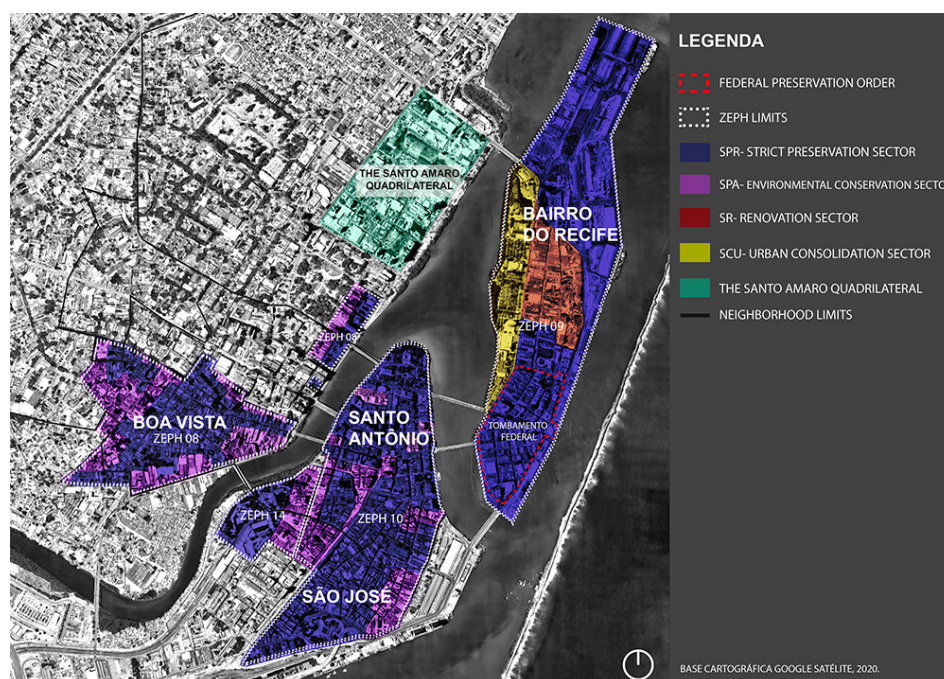 LEGENDA
FEDERAL PRESERVATION ORDER
ZEPH LIMITS
SPR- STRICT PRESERVATION SECTOR
SPA- ENVIRONMENTAL CONSERVATION SECTO
SR- RENOVATION SECTOR
SCU- URBAN CONSOLIDATION SECTOR
THE SANTO AMARO QUADRILATERAL
NEIGHBORHOOD LIMITS
THE SANTO AMARO
QUADRILATERAL
BAIRRO
DO RECIFE
ZEPH 09
ZEPH 08
TOMBAMENTO
FEDERAL
BOA VISTA
ZEPH 08
SANTO
ANTÔNIO
ZEPH 14
ZEPH 10
SÃO JOSÉ
BASE CARTOGRÁFICA GOOGLE SATÉLITE, 2020.